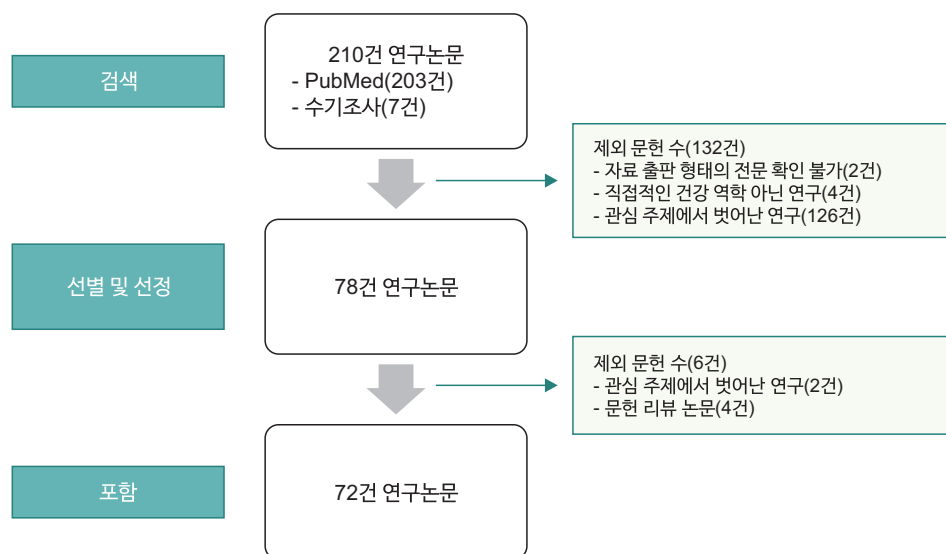 검색
210건 연구논문
- PubMed(203건)
- 수기조사(7건)
제외 문헌 수(132건)
- 자료 출판 형태의 전문 확인 불가(2건)
- 직접적인 건강 역학 아닌 연구(4건)
- 관심 주제에서 벗어난 연구(126건)
선별 및 선정
78건 연구논문
제외 문헌 수(6건)
- 관심 주제에서 벗어난 연구(2건)
- 문헌 리뷰 논문(4건)
포함
72건 연구논문